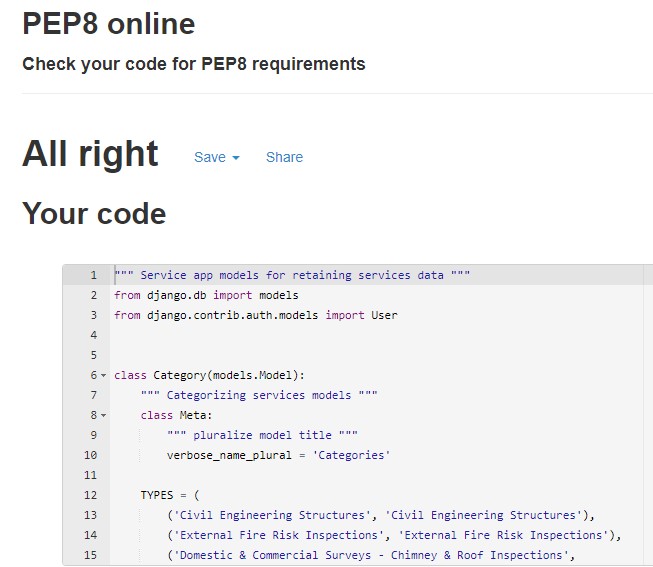 PEP8 online
Check your code for PEP8 requirements
All right Save Share
Your code
1 """ Service app models for retaining services data """
2 from django.db import models
3 from django.contrib.auth.models import User
4
5
6 class Category(models.Model):
7     """ Categorizing services models """
8     class Meta:
9         """ pluralize model title """
10         verbose_name_plural = 'Categories'
11
12     TYPES = (
13         ('Civil Engineering Structures', 'Civil Engineering Structures'),
14         ('External Fire Risk Inspections', 'External Fire Risk Inspections'),
15         ('Domestic & Commercial Surveys - Chimney & Roof Inspections',